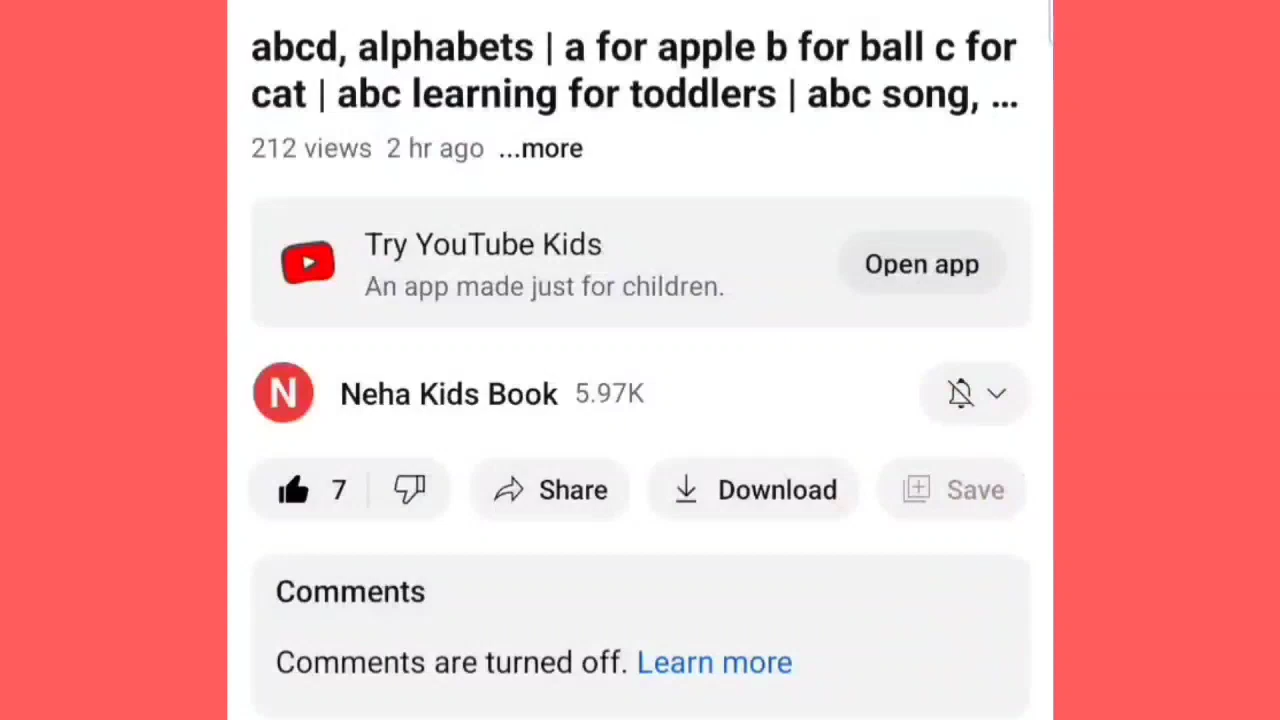 abcd, alphabets | a for apple b for ball c for
cat | abc learning for toddlers | abc song, ...
212 views 2 hr ago ...more
Try YouTube Kids
An app made just for children.
Open app
N Neha Kids Book 5.97K
7 Share Download Save
Comments
Comments are turned off. Learn more